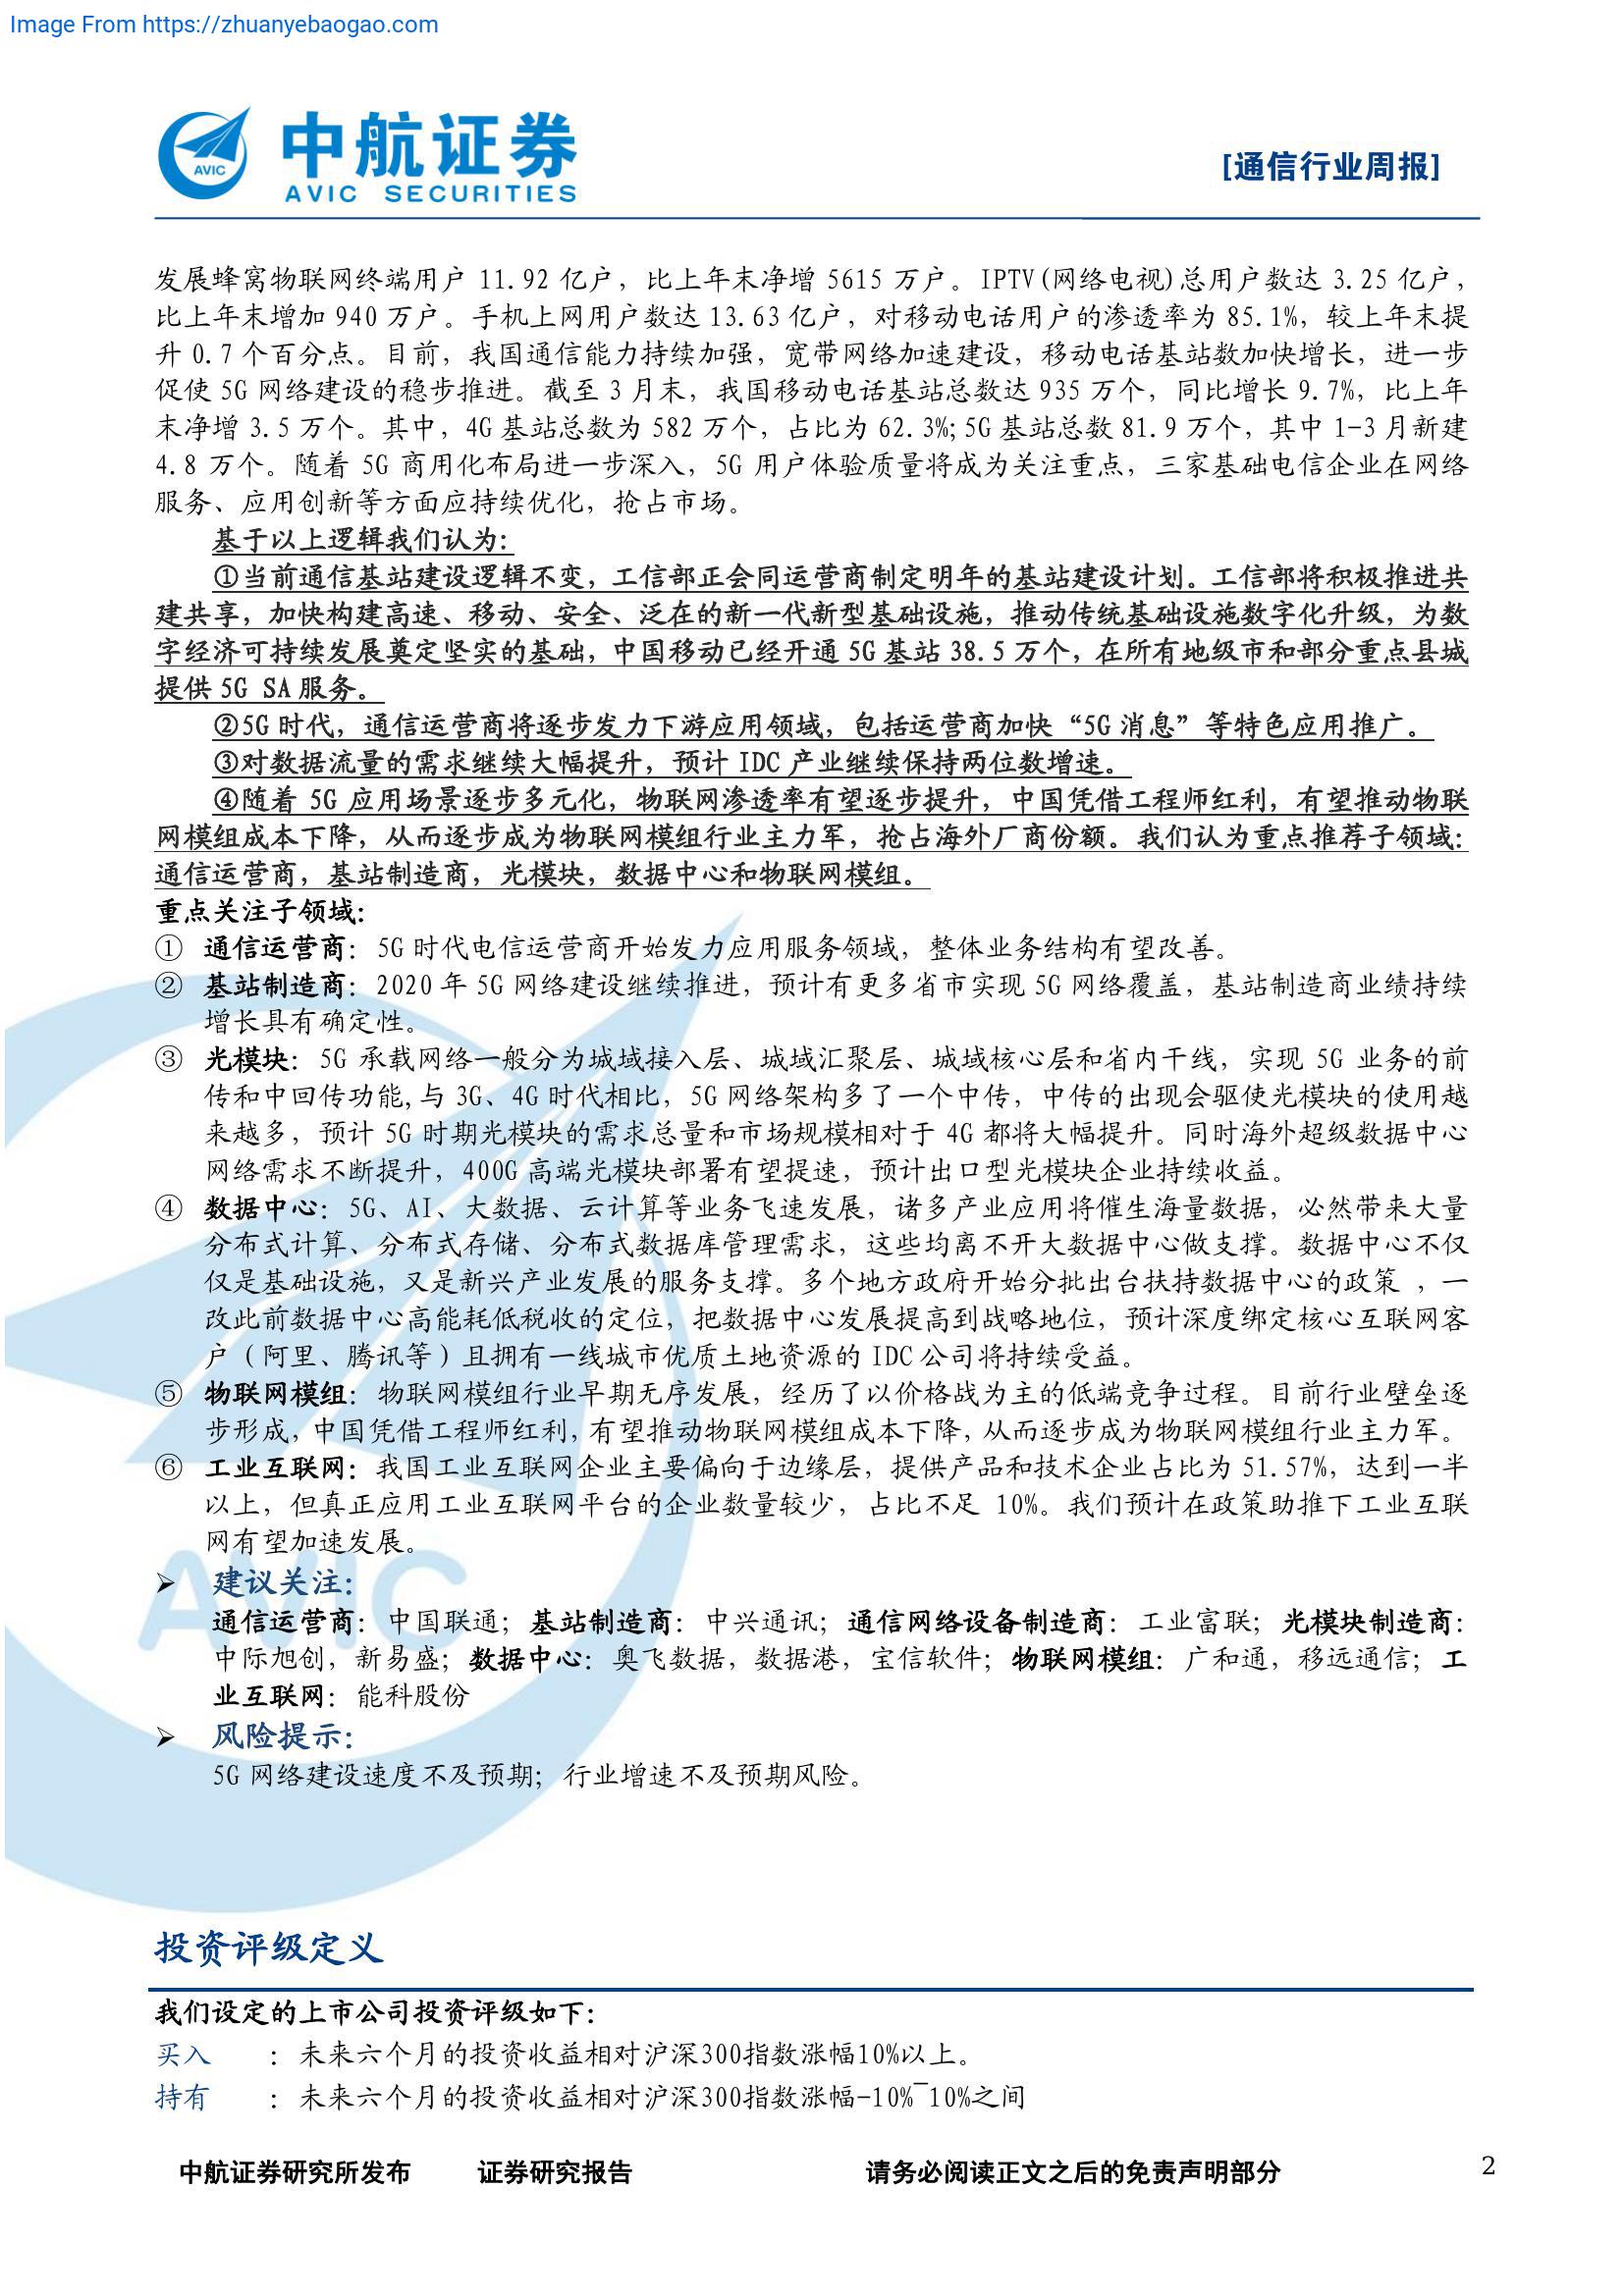 Image From https://zhuanyebaogao.com
中航证券
AVIC SECURITIES
AVIC
[通信行业周报]
发展蜂窝物联网终端用户 11.92 亿户，比上年末净增 5615 万户。IPTV(网络电视)总用户数达 3.25 亿户，
比上年末增加 940 万户。手机上网用户数达 13.63 亿户，对移动电话用户的渗透率为 85.1%，较上年末提
升 0.7 个百分点。目前，我国通信能力持续加强，宽带网络加速建设，移动电话基站数加快增长，进一步
促使 5G 网络建设的稳步推进。截至 3 月末，我国移动电话基站总数达 935 万个，同比增长 9.7%，比上年
末净增 3.5 万个。其中，4G 基站总数为 582 万个，占比为 62.3%；5G 基站总数 81.9 万个，其中 1-3 月新建
4.8 万个。随着 5G 商用化布局进一步深入，5G 用户体验质量将成为关注重点，三家基础电信企业在网络
服务、应用创新等方面应持续优化，抢占市场。
基于以上逻辑我们认为：
①当前通信基站建设逻辑不变，工信部正会同运营商制定明年的基站建设计划。工信部将积极推进共
建共享，加快构建高速、移动、安全、泛在的新一代新型基础设施，推动传统基础设施数字化升级，为数
字经济可持续发展奠定坚实的基础，中国移动已经开通 5G 基站 38.5 万个，在所有地级市和部分重点县城
提供 5G SA 服务。
②5G 时代，通信运营商将逐步发力下游应用领域，包括运营商加快“5G 消息”等特色应用推广。
③对数据流量的需求继续大幅提升，预计 IDC 产业继续保持两位数增速。
④随着 5G 应用场景逐步多元化，物联网渗透率有望逐步提升，中国凭借工程师红利，有望推动物联
网模组成本下降，从而逐步成为物联网模组行业主力军，抢占海外厂商份额。我们认为重点推荐子领域：
通信运营商，基站制造商，光模块，数据中心和物联网模组。
重点关注子领域：
① 通信运营商：5G 时代电信运营商开始发力应用服务领域，整体业务结构有望改善。
② 基站制造商：2020 年 5G 网络建设继续推进，预计有更多省市实现 5G 网络覆盖，基站制造商业绩持续
增长具有确定性。
③ 光模块：5G 承载网络一般分为城域接入层、城域汇聚层、城域核心层和省内干线，实现 5G 业务的前
传和中回传功能,与 3G、4G 时代相比，5G 网络架构多了一个中传，中传的出现会驱使光模块的使用越
来越多，预计 5G 时期光模块的需求总量和市场规模相对于 4G 都将大幅提升。同时海外超级数据中心
网络需求不断提升，400G 高端光模块部署有望提速，预计出口型光模块企业持续收益。
④ 数据中心：5G、AI、大数据、云计算等业务飞速发展，诸多产业应用将催生海量数据，必然带来大量
分布式计算、分布式存储、分布式数据库管理需求，这些均离不开大数据中心做支撑。数据中心不仅
仅是基础设施，又是新兴产业发展的服务支撑。多个地方政府开始分批出台扶持数据中心的政策 ，一
改此前数据中心高能耗低税收的定位，把数据中心发展提高到战略地位，预计深度绑定核心互联网客
户（阿里、腾讯等）且拥有一线城市优质土地资源的 IDC 公司将持续受益。
⑤ 物联网模组：物联网模组行业早期无序发展，经历了以价格战为主的低端竞争过程。目前行业壁垒逐
步形成，中国凭借工程师红利，有望推动物联网模组成本下降，从而逐步成为物联网模组行业主力军。
⑥ 工业互联网：我国工业互联网企业主要偏向于边缘层，提供产品和技术企业占比为 51.57%，达到一半
以上，但真正应用工业互联网平台的企业数量较少，占比不足 10%。我们预计在政策助推下工业互联
网有望加速发展。
➢ 建议关注：
通信运营商：中国联通；基站制造商：中兴通讯；通信网络设备制造商：工业富联；光模块制造商：
中际旭创，新易盛；数据中心：奥飞数据，数据港，宝信软件；物联网模组：广和通，移远通信；工
业互联网：能科股份
➢ 风险提示：
5G 网络建设速度不及预期；行业增速不及预期风险。
AVIC
投资评级定义
我们设定的上市公司投资评级如下：
买入 ：未来六个月的投资收益相对沪深300指数涨幅10%以上。
持有 ：未来六个月的投资收益相对沪深300指数涨幅-10%~10%之间
中航证券研究所发布 证券研究报告 请务必阅读正文之后的免责声明部分 2